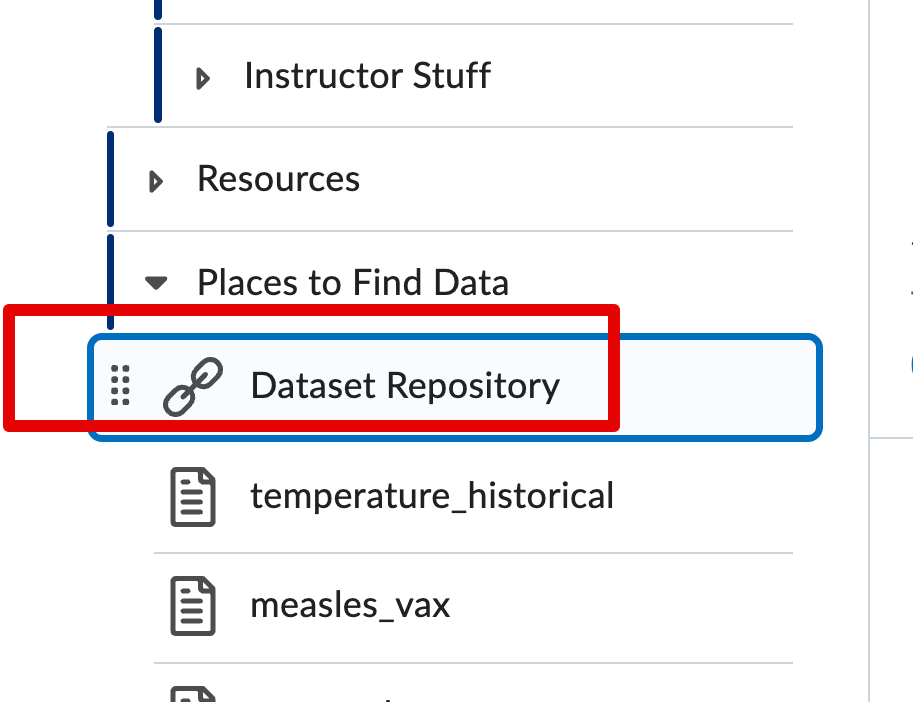 Instructor Stuff
Resources
Places to Find Data
Dataset Repository
temperature_historical
measles_vax